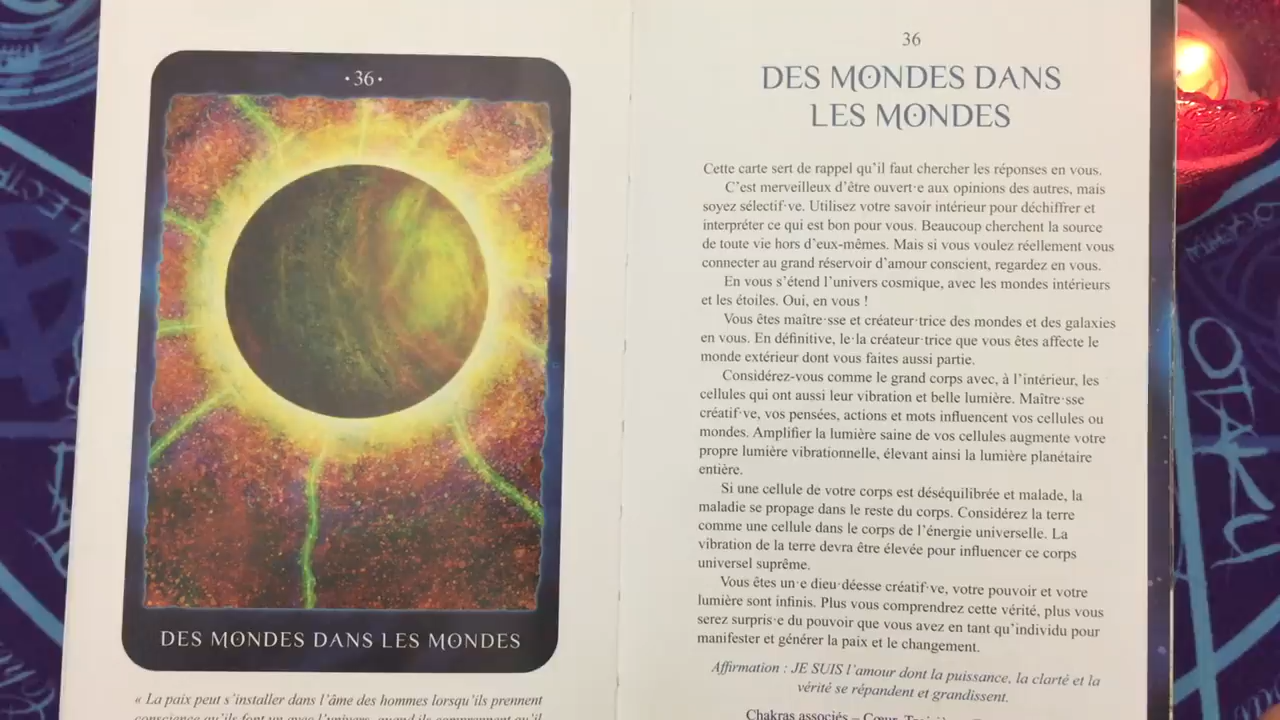 ·36·
DES MONDES DANS LES MONDES
« La paix peut s'installer dans l'âme des hommes lorsqu'ils prennent
conscience qu'ils font un avec l'univers, quand ils comprennent qu'il
36
DES MONDES DANS
LES MONDES
Cette carte sert de rappel qu'il faut chercher les réponses en vous.
C'est merveilleux d'être ouvert·e aux opinions des autres, mais
soyez sélectif·ve. Utilisez votre savoir intérieur pour déchiffrer et
interpréter ce qui est bon pour vous. Beaucoup cherchent la source
de toute vie hors d'eux-mêmes. Mais si vous voulez réellement vous
connecter au grand réservoir d'amour conscient, regardez en vous.
En vous s'étend l'univers cosmique, avec les mondes intérieurs
et les étoiles. Oui, en vous !
Vous êtes maître·sse et créateur·trice des mondes et des galaxies
en vous. En définitive, le·la créateur·trice que vous êtes affecte le
monde extérieur dont vous faites aussi partie.
Considérez-vous comme le grand corps avec, à l'intérieur, les
cellules qui ont aussi leur vibration et belle lumière. Maître·sse
créatif·ve, vos pensées, actions et mots influencent vos cellules ou
mondes. Amplifier la lumière saine de vos cellules augmente votre
propre lumière vibrationnelle, élevant ainsi la lumière planétaire
entière.
Si une cellule de votre corps est déséquilibrée et malade, la
maladie se propage dans le reste du corps. Considérez la terre
comme une cellule dans le corps de l'énergie universelle. La
vibration de la terre devra être élevée pour influencer ce corps
universel suprême.
Vous êtes un·e dieu·déesse créatif·ve, votre pouvoir et votre
lumière sont infinis. Plus vous comprendrez cette vérité, plus vous
serez surpris·e du pouvoir que vous avez en tant qu'individu pour
manifester et générer la paix et le changement.
Affirmation : JE SUIS l'amour dont la puissance, la clarté et la
vérité se répandent et grandissent.
Chakras associés – Cœur,
OTAKU